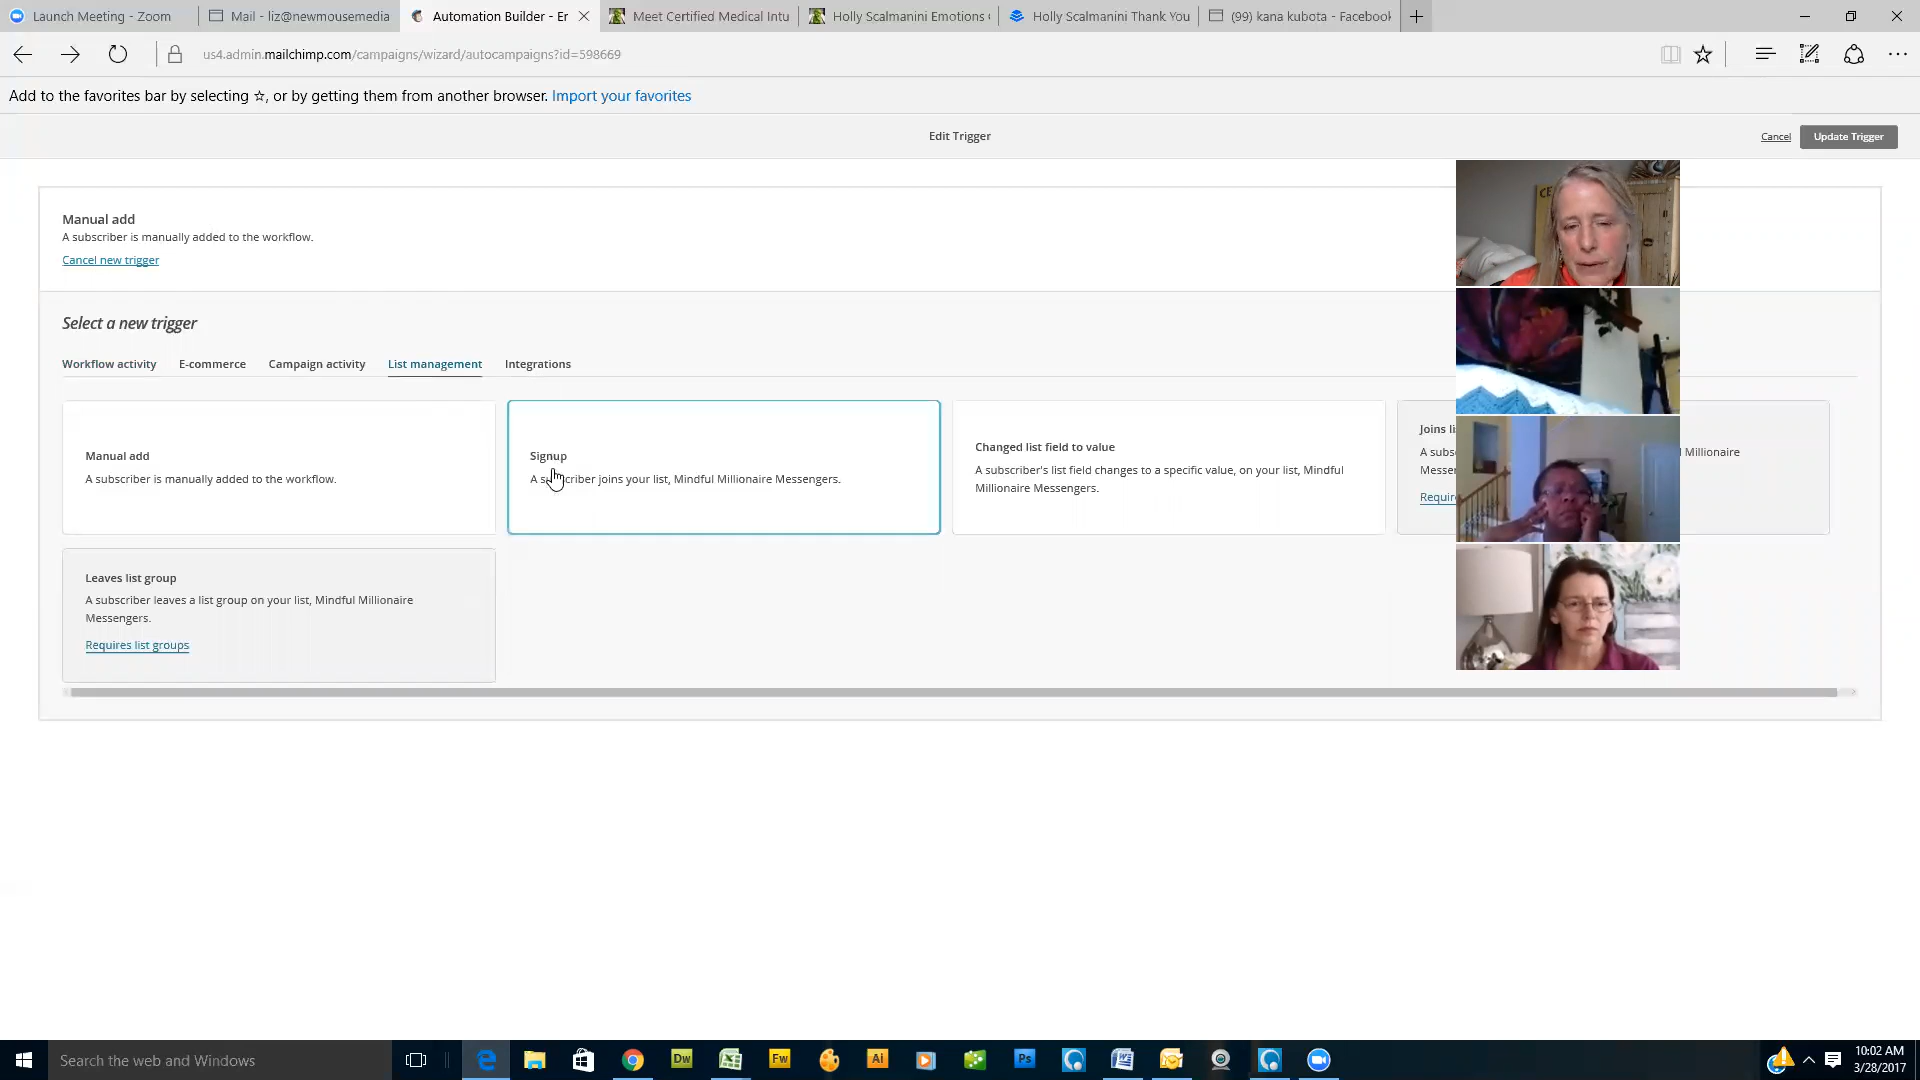 Launch Meeting - Zoom
Mail - liz@newmousemedia
Automation Builder - Er
Meet Certified Medical Intu
Holly Scalmanini Emotions
Holly Scalmanini Thank You
(99) kana kubota - Facebook
us4.admin.mailchimp.com/campaigns/wizard/autocampaigns?id=598669
Add to the favorites bar by selecting ☆, or by getting them from another browser. Import your favorites
Edit Trigger
Cancel
Update Trigger
Manual add
A subscriber is manually added to the workflow.
Cancel new trigger
Select a new trigger
Workflow activity
E-commerce
Campaign activity
List management
Integrations
Manual add
A subscriber is manually added to the workflow.
Signup
A subscriber joins your list, Mindful Millionaire Messengers.
Changed list field to value
A subscriber's list field changes to a specific value, on your list, Mindful
Millionaire Messengers.
Joins li
A subs Millionaire
Messer
Requir
Leaves list group
A subscriber leaves a list group on your list, Mindful Millionaire
Messengers.
Requires list groups
CE
Search the web and Windows
Dw
Fw
Ai
Ps
10:02 AM
3/28/2017